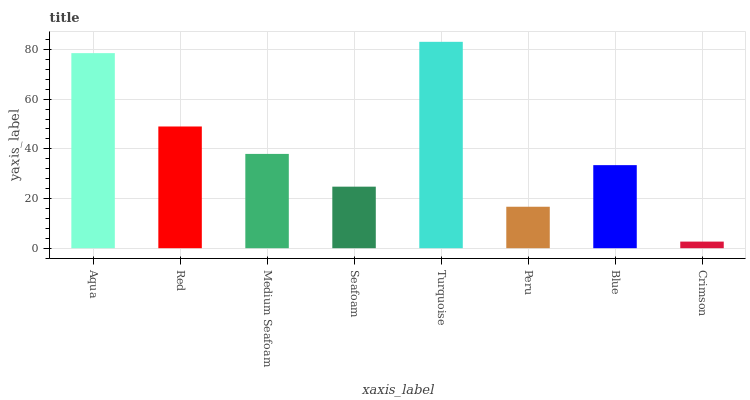 title
yaxis_label
80
60
40
20
0
Aqua
Red
Medium Seafoam
Seafoam
Turquoise
Peru
Blue
Crimson
xaxis_label